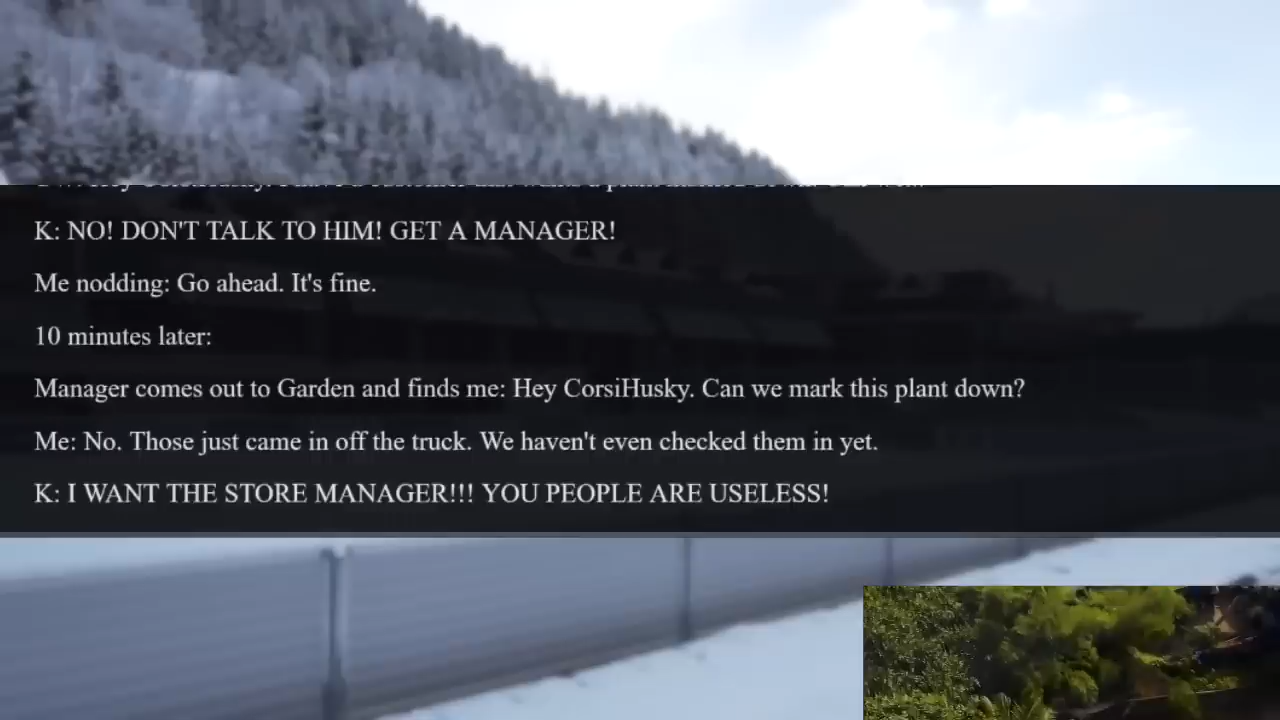 K: NO! DON'T TALK TO HIM! GET A MANAGER!
Me nodding: Go ahead. It's fine.
10 minutes later:
Manager comes out to Garden and finds me: Hey CorsiHusky. Can we mark this plant down?
Me: No. Those just came in off the truck. We haven't even checked them in yet.
K: I WANT THE STORE MANAGER!!! YOU PEOPLE ARE USELESS!